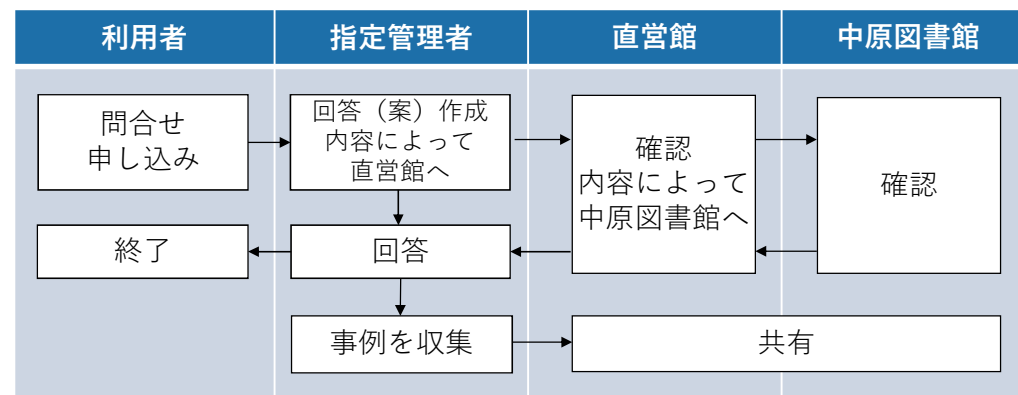 利用者
指定管理者
直営館
中原図書館
問合せ
申し込み
回答（案）作成
内容によって
直営館へ
確認
内容によって
中原図書館へ
確認
終了
回答
事例を収集
共有